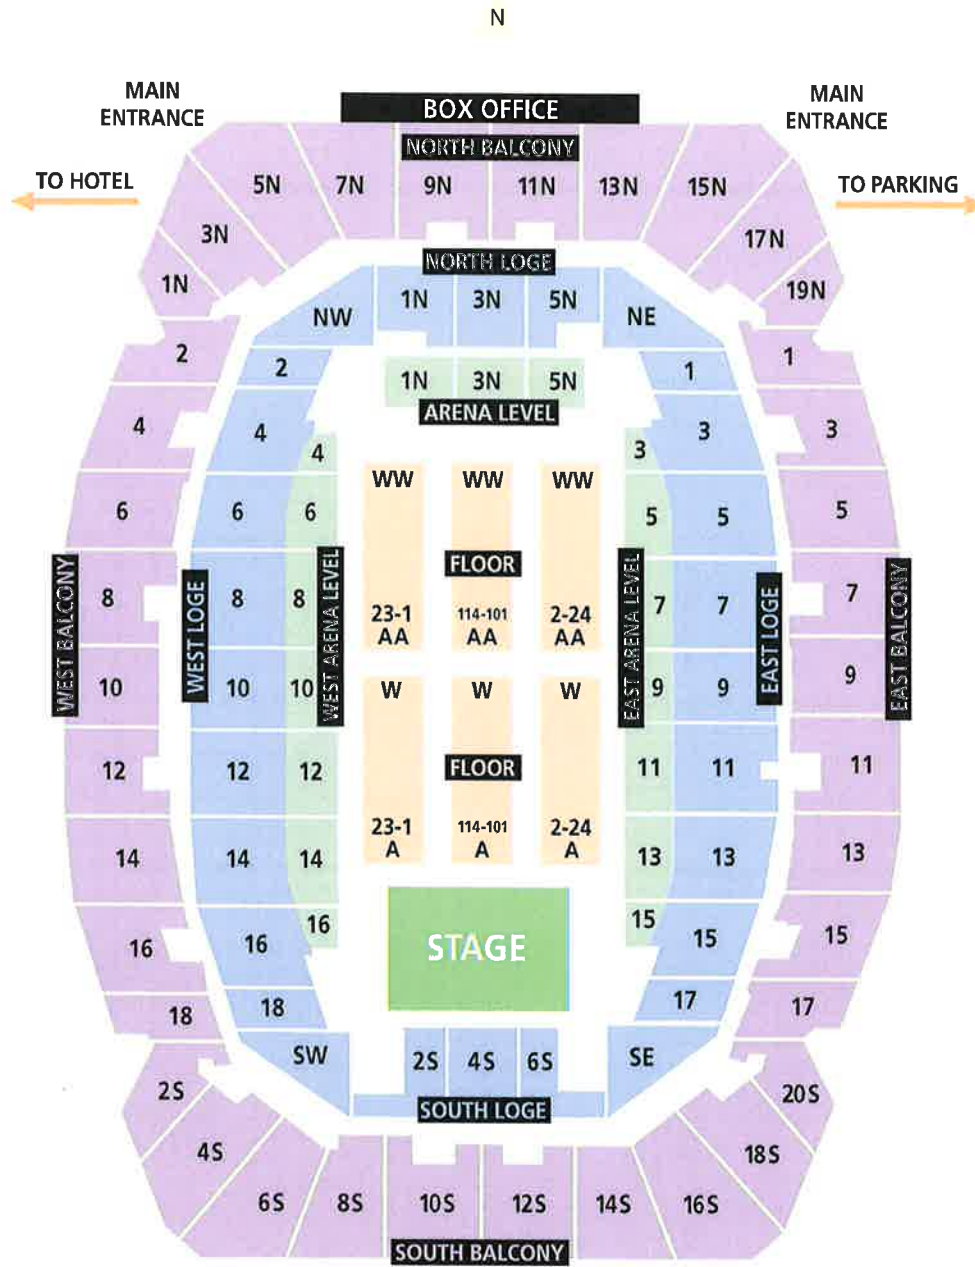 N
MAIN
ENTRANCE
BOX OFFICE
MAIN
ENTRANCE
NORTH BALCONY
TO HOTEL
TO PARKING
5N 7N 9N 11N 13N 15N
3N 17N
1N 19N
NORTH LOGE
NW 1N 3N 5N NE
2 2 1 1
1N 3N 5N
ARENA LEVEL
4 4 4 3 3 3
WW WW WW
6 6 6 5 5 5
FLOOR
WEST BALCONY
WEST LOGE
WEST ARENA LEVEL
EAST ARENA LEVEL
EAST LOGE
EAST BALCONY
8 8 8 7 7 7
23-1 114-101 2-24
AA AA AA
10 10 10 9 9 9
W W W
FLOOR
12 12 12 11 11 11
23-1 114-101 2-24
A A A
14 14 14 13 13 13
16 16 16 15 15 15
STAGE
18 18 17 17
SW 2S 4S 6S SE
2S 20S
SOUTH LOGE
4S 18S
6S 8S 10S 12S 14S 16S
SOUTH BALCONY